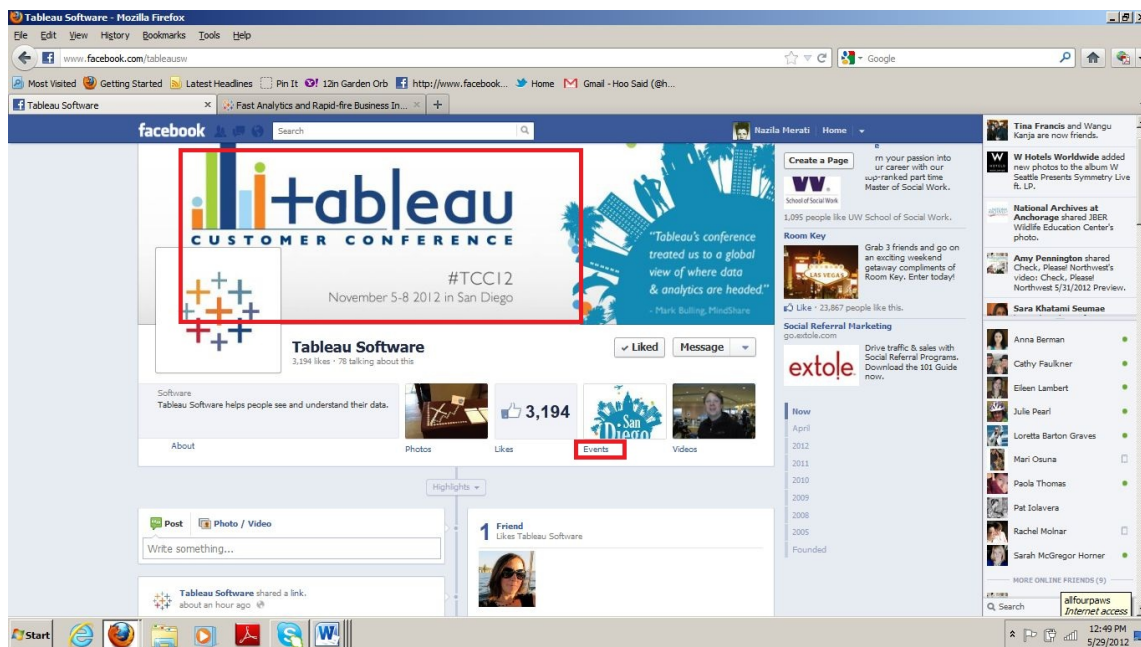 Tableau Software - Mozilla Firefox
File Edit View History Bookmarks Tools Help
www.facebook.com/tableausw
Google
Most Visited Getting Started Latest Headlines Pin It 12in Garden Orb http://www.facebook... Home Gmail - Hoo Said (@h...
Tableau Software
Fast Analytics and Rapid-fire Business In...
facebook
Search
Nazila Merati Home
tableau
CUSTOMER CONFERENCE
#TCC12
November 5-8 2012 in San Diego
"Tableau's conference
treated us to a global
view of where data
& analytics are headed."
- Mark Bulling, MindShare
Tableau Software
3,194 likes · 78 talking about this
Liked
Message
Software
Tableau Software helps people see and understand their data.
About
Photos
3,194
Likes
San
Diego
Events
Videos
Highlights
Post Photo / Video
Write something...
Tableau Software shared a link.
about an hour ago
1 Friend
Likes Tableau Software
Create a Page
rn your passion into
ur career with our
top-ranked part time
Master of Social Work.
W
School of Social Work
1,095 people like UW School of Social Work.
Room Key
LAS VEGAS
Grab 3 friends and go on
an exciting weekend
getaway compliments of
Room Key. Enter today!
Like · 23,867 people like this.
Social Referral Marketing
go.extole.com
extole
Drive traffic & sales with
Social Referral Programs.
Download the 101 Guide
now.
Now
April
2012
2011
2010
2009
2008
2005
Founded
Tina Francis and Wangu
Kanja are now friends.
W
W Hotels Worldwide added
new photos to the album W
Seattle Presents Symmetry Live
ft. LP.
National Archives at
Anchorage shared JBER
Wildlife Education Center's
photo.
Amy Pennington shared
Check, Please! Northwest's
video: Check, Please!
Northwest 5/31/2012 Preview.
Sara Khatami Seumae
Anna Berman
Cathy Faulkner
Eileen Lambert
Julie Pearl
Loretta Barton Graves
Mari Osuna
Paola Thomas
Pat Iolavera
Rachel Molnar
Sarah McGregor Horner
MORE ONLINE FRIENDS (9)
Search
allfourpaws
Internet access
Start
12:49 PM
5/29/2012